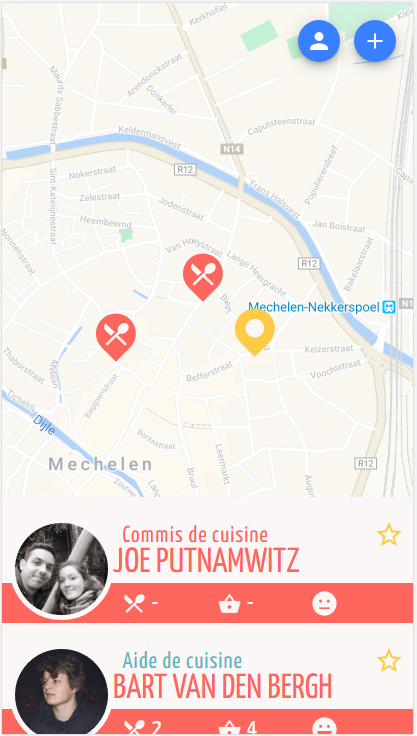 Kerkhoflei
Maurits Sabbestraat
Arendonckstraat
Donkerlei
Caputsteenstraat
Keldermansvest
N14
Populierendreef
R12
Nokerstraat
Sint-Katelijnestraat
Frans Halsvest
Zelestraat
Jodenstraat
Heembeemd
Jan Bolstraat
Nonnenstraat
Van Hoeystraat
Lange Heergracht
R12
Bakelaarstraat
Mechelen-Nekkerspoel
N1
Keizerstraat
Thaborstraat
Melaan
Befferstraat
Voochtstraat
Begijnenstraat
Dijle
Borzestraat
Leermarkt
Mechelen
R12
Bruul
Commis de cuisine
JOE PUTNAMWITZ
- -
Aide de cuisine
BART VAN DEN BERGH
2 4